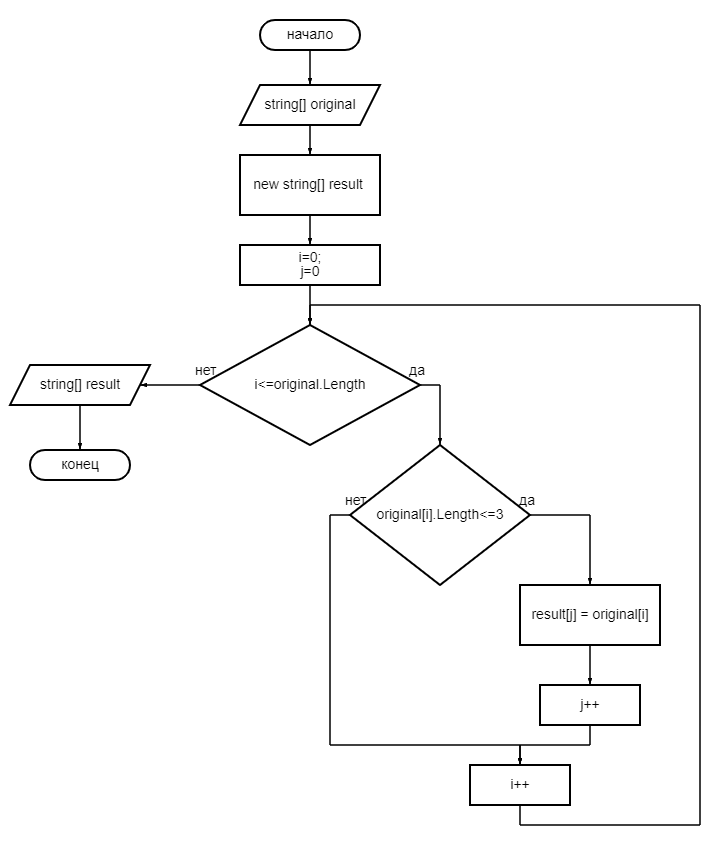 начало
string[] original
new string[] result
i=0;
j=0
нет
да
string[] result
i<=original.Length
конец
нет
да
original[i].Length<=3
result[j] = original[i]
j++
i++